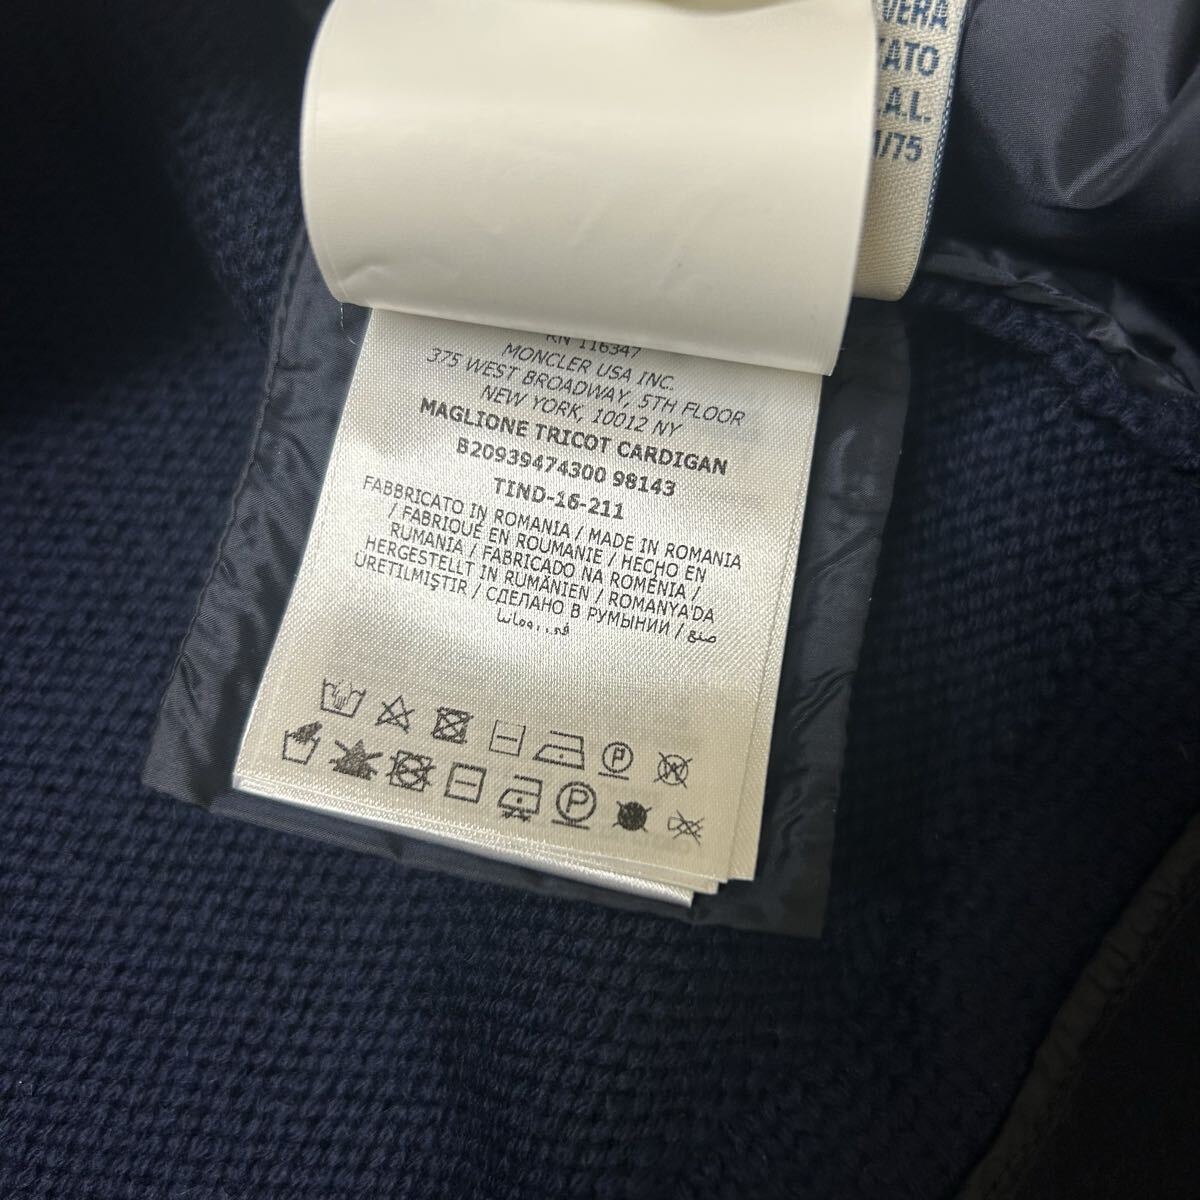 VERA
ATO
.A.L.
/75
RN 116347
MONCLER USA INC.
375 WEST BROADWAY, 5TH FLOOR
NEW YORK, 10012 NY
MAGLIONE TRICOT CARDIGAN
B20939474300 98143
TIND-16-211
FABBRICATO IN ROMANIA / MADE IN ROMANIA
/ FABRIQUÉ EN ROUMANIE / HECHO EN
RUMANIA / FABRICADO NA ROMÉNIA /
HERGESTELLT IN RUMÄNIEN / ROMANYA'DA
ÜRETILMIŞTIR / СДЕЛАНО В РУМЫНИИ / صنع
P
W
P